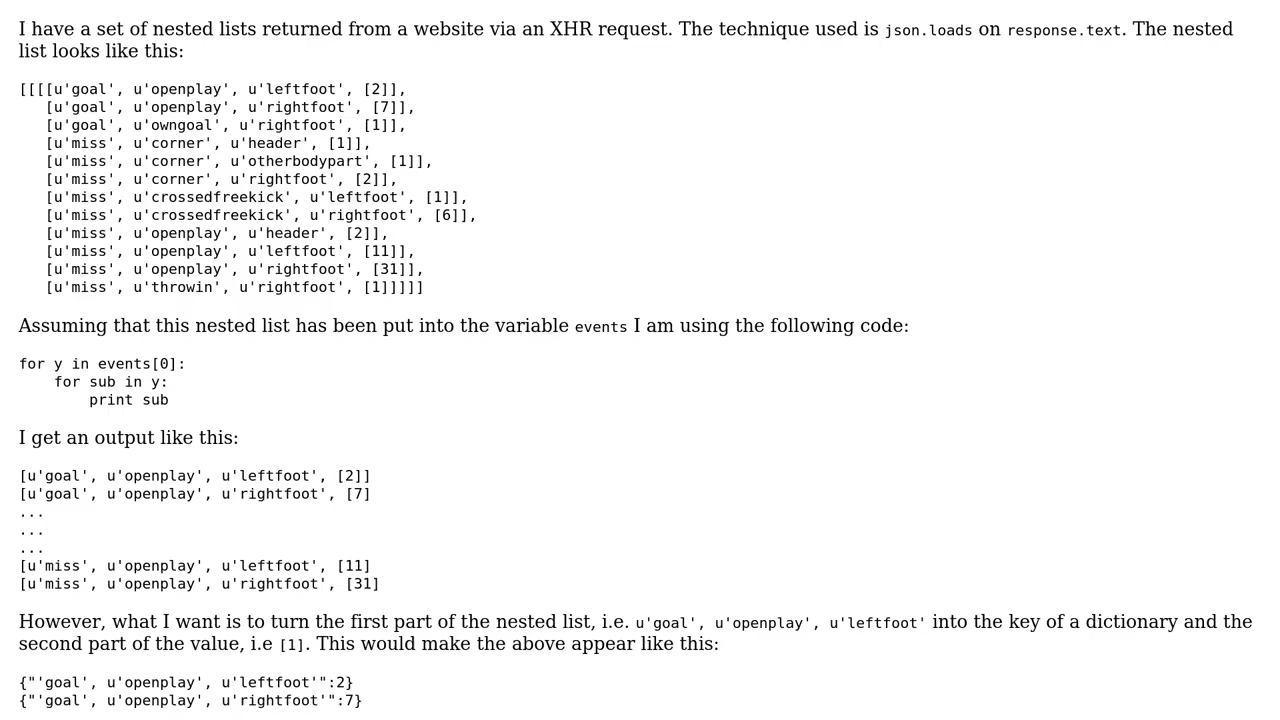 I have a set of nested lists returned from a website via an XHR request. The technique used is json.loads on response.text. The nested
list looks like this:
[[[[u'goal', u'openplay', u'leftfoot', [2]],
   [u'goal', u'openplay', u'rightfoot', [7]],
   [u'goal', u'owngoal', u'rightfoot', [1]],
   [u'miss', u'corner', u'header', [1]],
   [u'miss', u'corner', u'otherbodypart', [1]],
   [u'miss', u'corner', u'rightfoot', [2]],
   [u'miss', u'crossedfreekick', u'leftfoot', [1]],
   [u'miss', u'crossedfreekick', u'rightfoot', [6]],
   [u'miss', u'openplay', u'header', [2]],
   [u'miss', u'openplay', u'leftfoot', [11]],
   [u'miss', u'openplay', u'rightfoot', [31]],
   [u'miss', u'throwin', u'rightfoot', [1]]]]]
Assuming that this nested list has been put into the variable events I am using the following code:
for y in events[0]:
    for sub in y:
        print sub
I get an output like this:
[u'goal', u'openplay', u'leftfoot', [2]]
[u'goal', u'openplay', u'rightfoot', [7]
...
...
...
[u'miss', u'openplay', u'leftfoot', [11]
[u'miss', u'openplay', u'rightfoot', [31]
However, what I want is to turn the first part of the nested list, i.e. u'goal', u'openplay', u'leftfoot' into the key of a dictionary and the
second part of the value, i.e [1]. This would make the above appear like this:
{"'goal', u'openplay', u'leftfoot'":2}
{"'goal', u'openplay', u'rightfoot'":7}